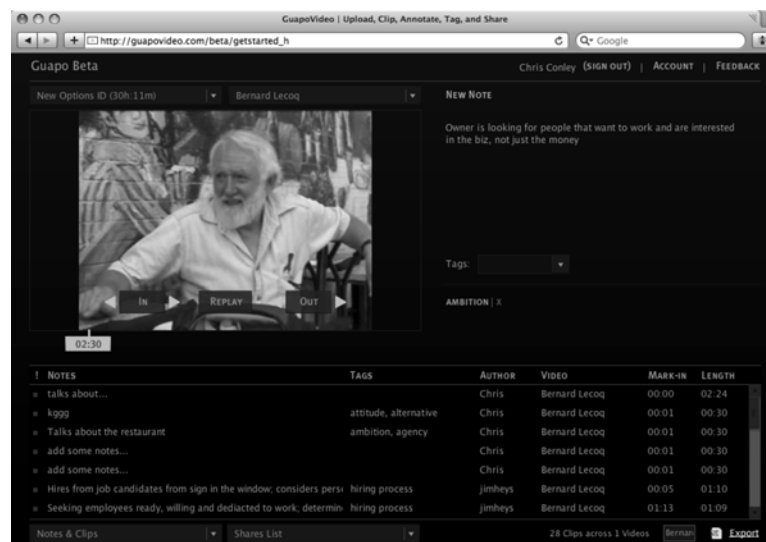 GuapoVideo | Upload, Clip, Annotate, Tag, and Share
http://guapovideo.com/beta/getstarted_h
Google
Guapo Beta
Chris Conley (SIGN OUT) | ACCOUNT | FEEDBACK
New Options ID (30h:11m)
Bernard Lecoq
NEW NOTE
Owner is looking for people that want to work and are interested
in the biz, not just the money
Tags:
IN
REPLAY
OUT
AMBITION | X
02:30
! NOTES TAGS AUTHOR VIDEO MARK-IN LENGTH
talks about... Chris Bernard Lecoq 00:00 02:24
kggg attitude, alternative Chris Bernard Lecoq 00:01 00:30
Talks about the restaurant ambition, agency Chris Bernard Lecoq 00:01 00:30
add some notes... Chris Bernard Lecoq 00:01 00:30
add some notes... Chris Bernard Lecoq 00:01 00:30
Hires from job candidates from sign in the window; considers pers hiring process jimheys Bernard Lecoq 00:05 01:10
Seeking employees ready, willing and dediacted to work; determin hiring process jimheys Bernard Lecoq 01:13 01:09
Notes & Clips
Shares List
28 Clips across 1 Videos
Bernar
Export